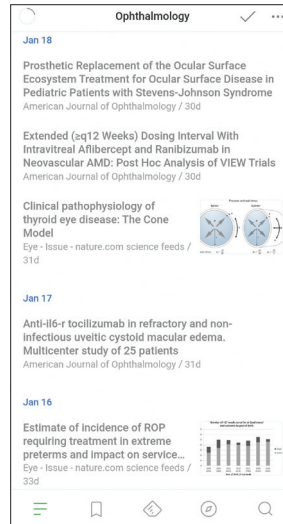 Ophthalmology
Jan 18
Prosthetic Replacement of the Ocular Surface
Ecosystem Treatment for Ocular Surface Disease in
Pediatric Patients with Stevens-Johnson Syndrome
American Journal of Ophthalmology / 30d
Extended (≥q12 Weeks) Dosing Interval With
Intravitreal Aflibercept and Ranibizumab in
Neovascular AMD: Post Hoc Analysis of VIEW Trials
American Journal of Ophthalmology / 30d
Clinical pathophysiology of
thyroid eye disease: The Cone
Model
Eye - Issue - nature.com science feeds /
31d
Jan 17
Anti-il6-r tocilizumab in refractory and non-
infectious uveitic cystoid macular edema.
Multicenter study of 25 patients
American Journal of Ophthalmology / 31d
Jan 16
Estimate of incidence of ROP
requiring treatment in extreme
preterms and impact on service...
Eye - Issue - nature.com science feeds /
33d